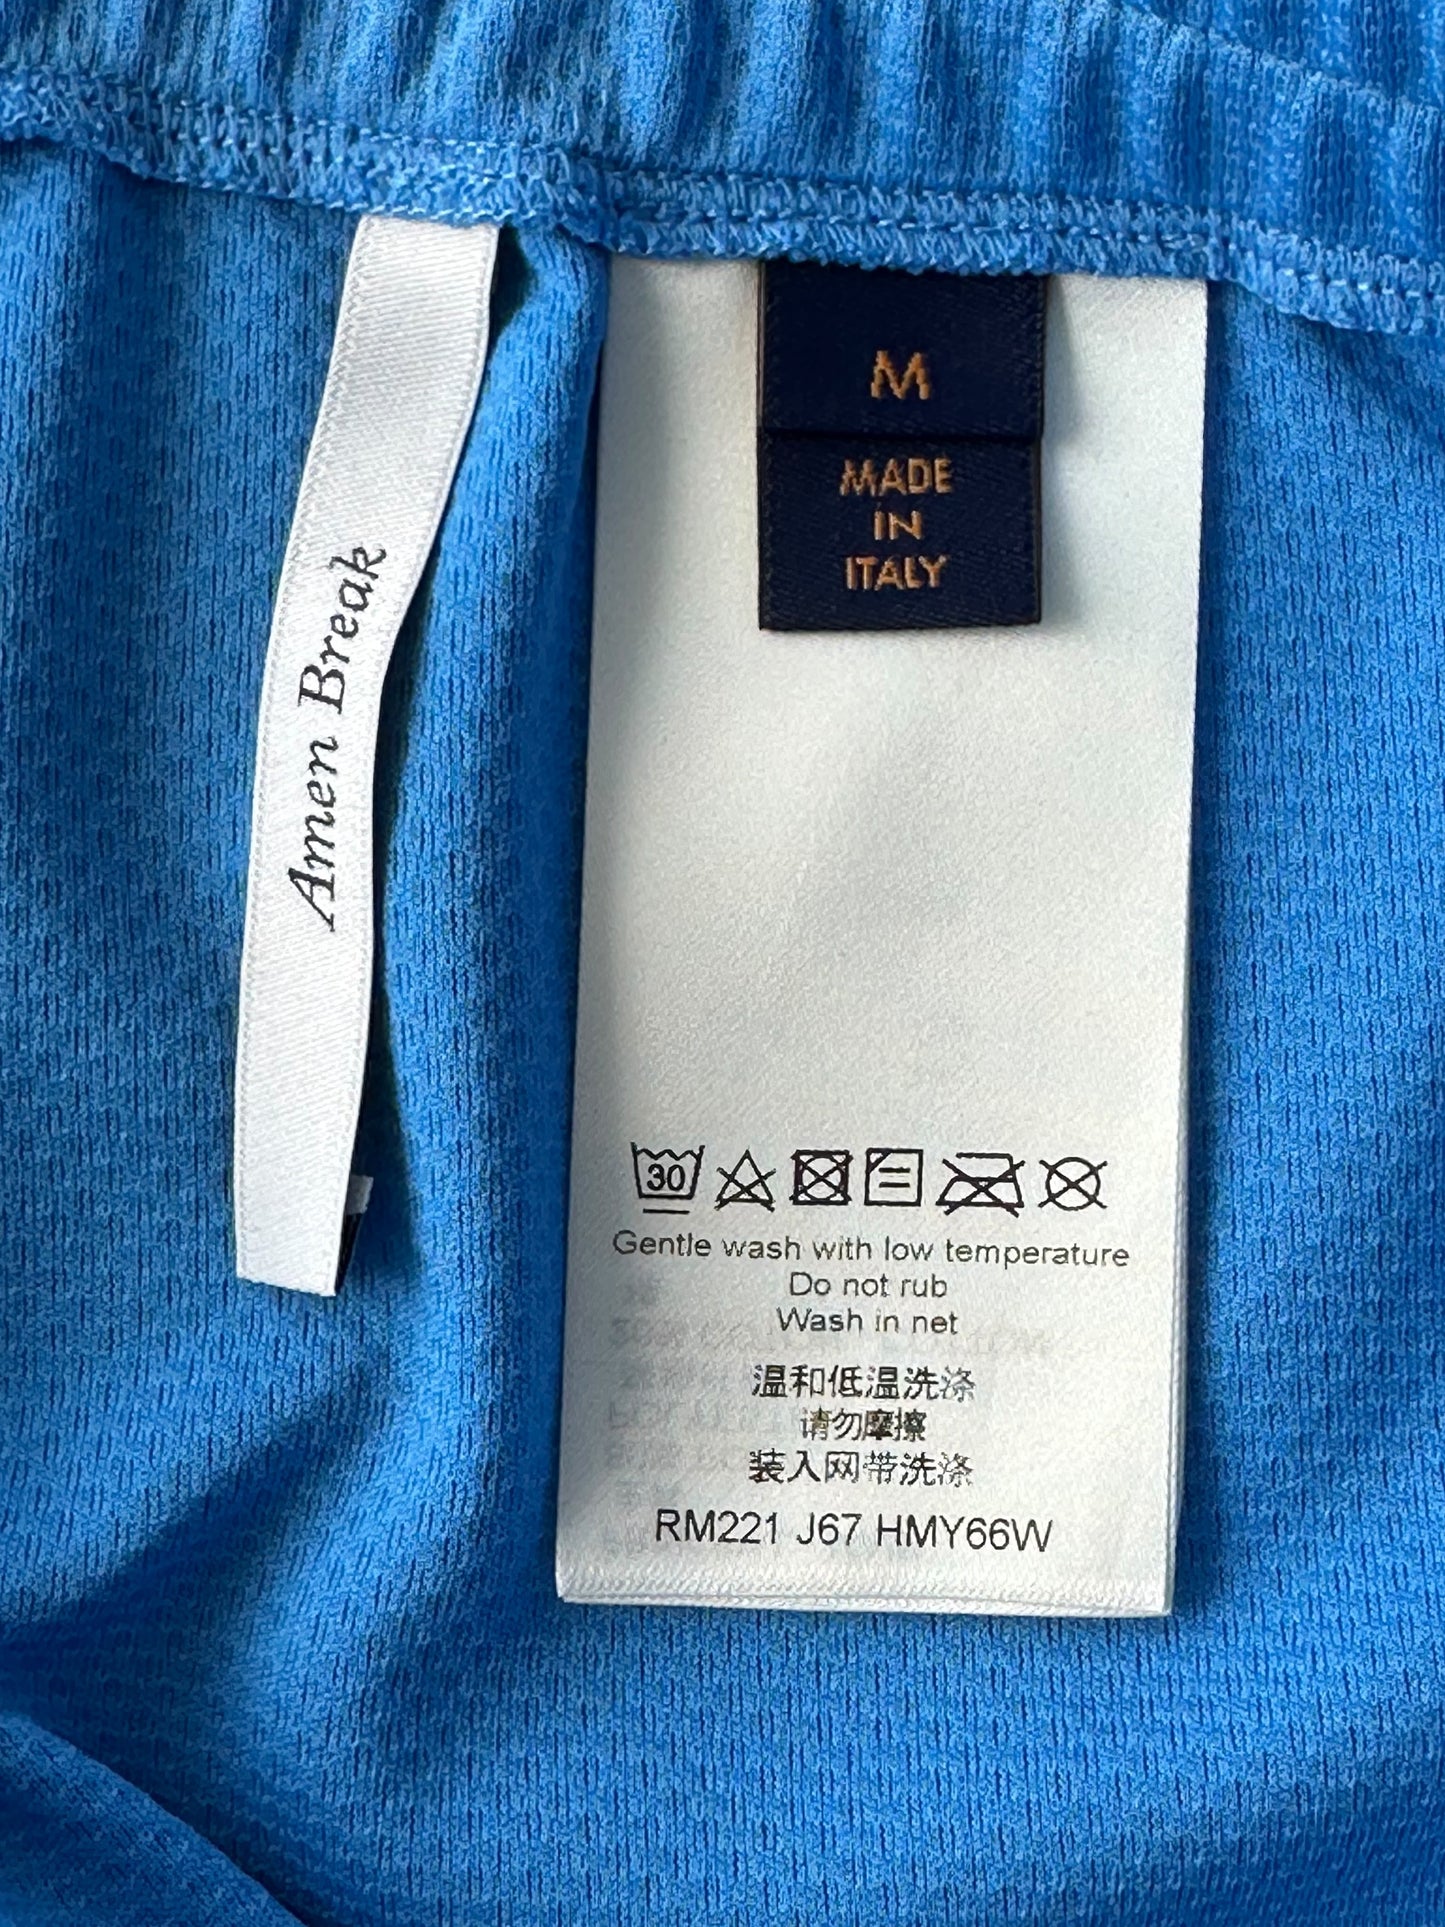 Amen Break
M
MADE
IN
ITALY
30
Gentle wash with low temperature
Do not rub
Wash in net
温和低温洗涤
请勿摩擦
装入网带洗涤
RM221 J67 HMY66W